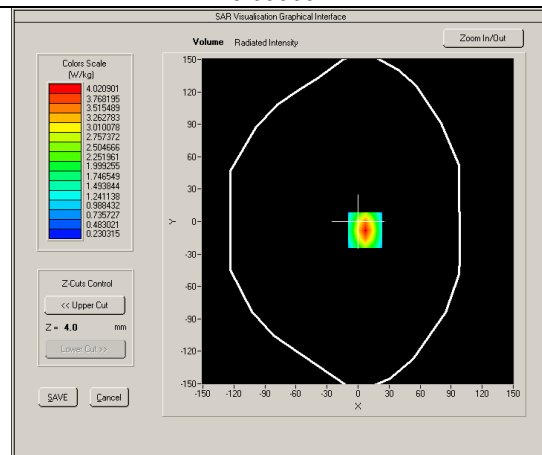 SAR Visualisation Graphical Interface
Volume Radiated Intensity
Zoom In/Out
Colors Scale
(W/kg)
4.020901
3.768195
3.515489
3.262783
3.010078
2.757372
2.504666
2.251961
1.999255
1.746549
1.493844
1.241138
0.988432
0.735727
0.483021
0.230315
Z-Cuts Control
<< Upper Cut
Z = 4.0 mm
Lower Cut >>
SAVE Cancel
150
120
90
60
30
0
-30
-60
-90
-120
-150
Y
-150 -120 -90 -60 -30 0 30 60 90 120 150
X